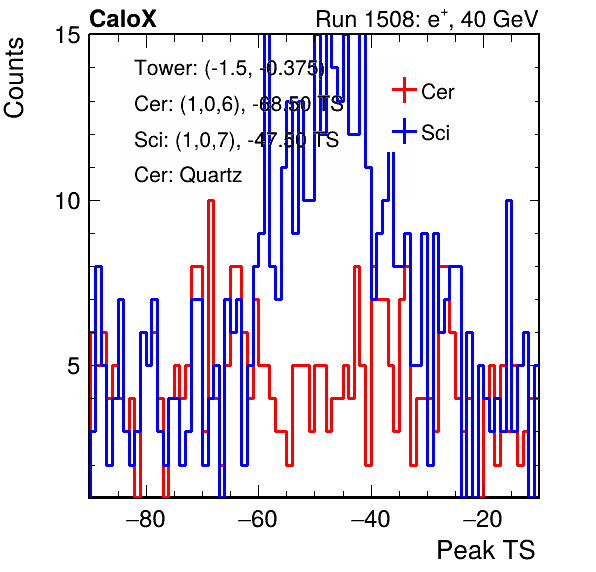 CaloX Run 1508: e⁺, 40 GeV
15
Counts
Tower: (-1.5, -0.375)
Cer
Cer: (1,0,6), -68.50 TS
Sci
Sci: (1,0,7), -47.50 TS
Cer: Quartz
10
5
−80 −60 −40 −20
Peak TS